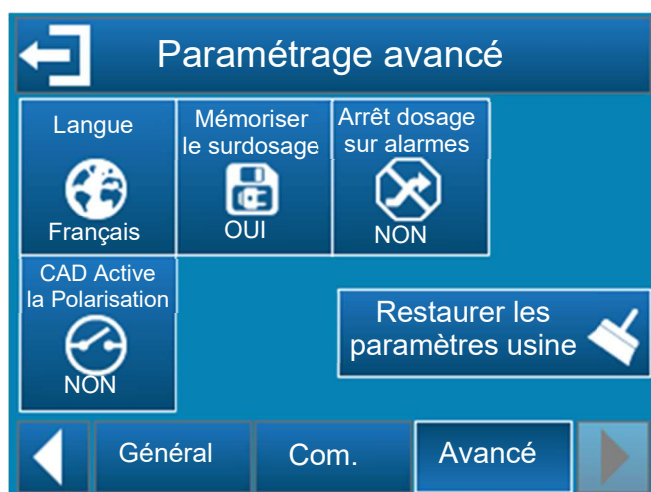 Paramétrage avancé
Langue
Français
Mémoriser
le surdosage
OUI
Arrêt dosage
sur alarmes
NON
CAD Active
la Polarisation
NON
Restaurer les
paramètres usine
Général
Com.
Avancé